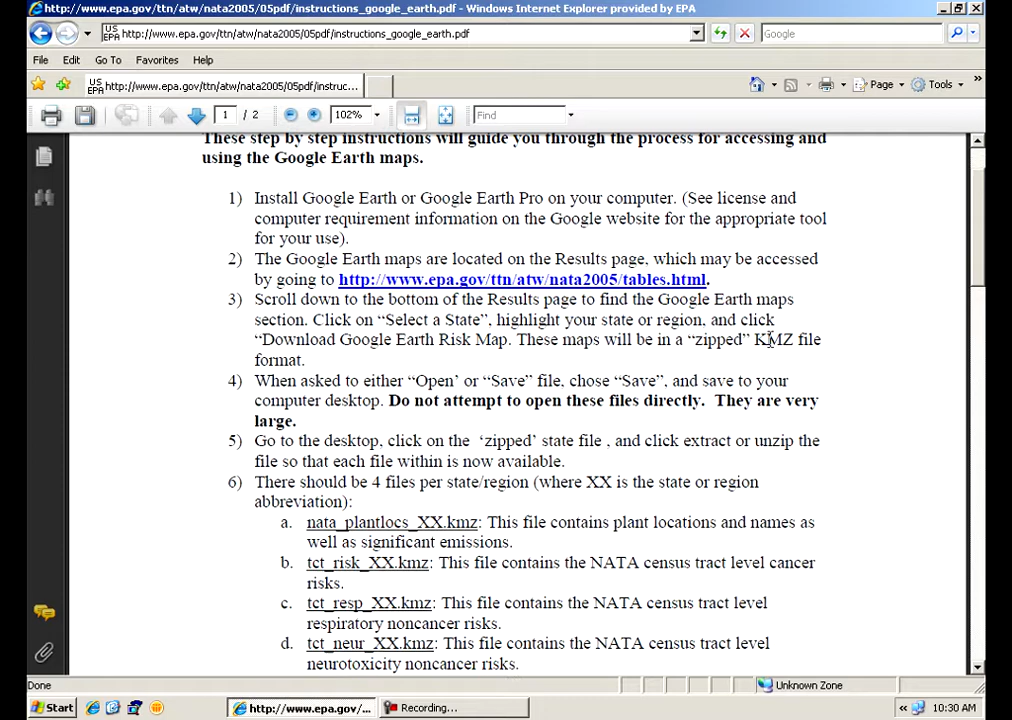 http://www.epa.gov/ttn/atw/nata2005/05pdf/instructions_google_earth.pdf - Windows Internet Explorer provided by EPA
US EPA http://www.epa.gov/ttn/atw/nata2005/05pdf/instructions_google_earth.pdf
Google
File Edit Go To Favorites Help
US EPA http://www.epa.gov/ttn/atw/nata2005/05pdf/instruc...
Page Tools
1 / 2 102% Find
These step by step instructions will guide you through the process for accessing and
using the Google Earth maps.
1) Install Google Earth or Google Earth Pro on your computer. (See license and
computer requirement information on the Google website for the appropriate tool
for your use).
2) The Google Earth maps are located on the Results page, which may be accessed
by going to http://www.epa.gov/ttn/atw/nata2005/tables.html.
3) Scroll down to the bottom of the Results page to find the Google Earth maps
section. Click on “Select a State”, highlight your state or region, and click
“Download Google Earth Risk Map. These maps will be in a “zipped” KMZ file
format.
4) When asked to either “Open’ or “Save” file, chose “Save”, and save to your
computer desktop. Do not attempt to open these files directly. They are very
large.
5) Go to the desktop, click on the ‘zipped’ state file , and click extract or unzip the
file so that each file within is now available.
6) There should be 4 files per state/region (where XX is the state or region
abbreviation):
a. nata_plantlocs_XX.kmz: This file contains plant locations and names as
well as significant emissions.
b. tct_risk_XX.kmz: This file contains the NATA census tract level cancer
risks.
c. tct_resp_XX.kmz: This file contains the NATA census tract level
respiratory noncancer risks.
d. tct_neur_XX.kmz: This file contains the NATA census tract level
neurotoxicity noncancer risks.
Done Unknown Zone
Start http://www.epa.gov/... Recording... 10:30 AM